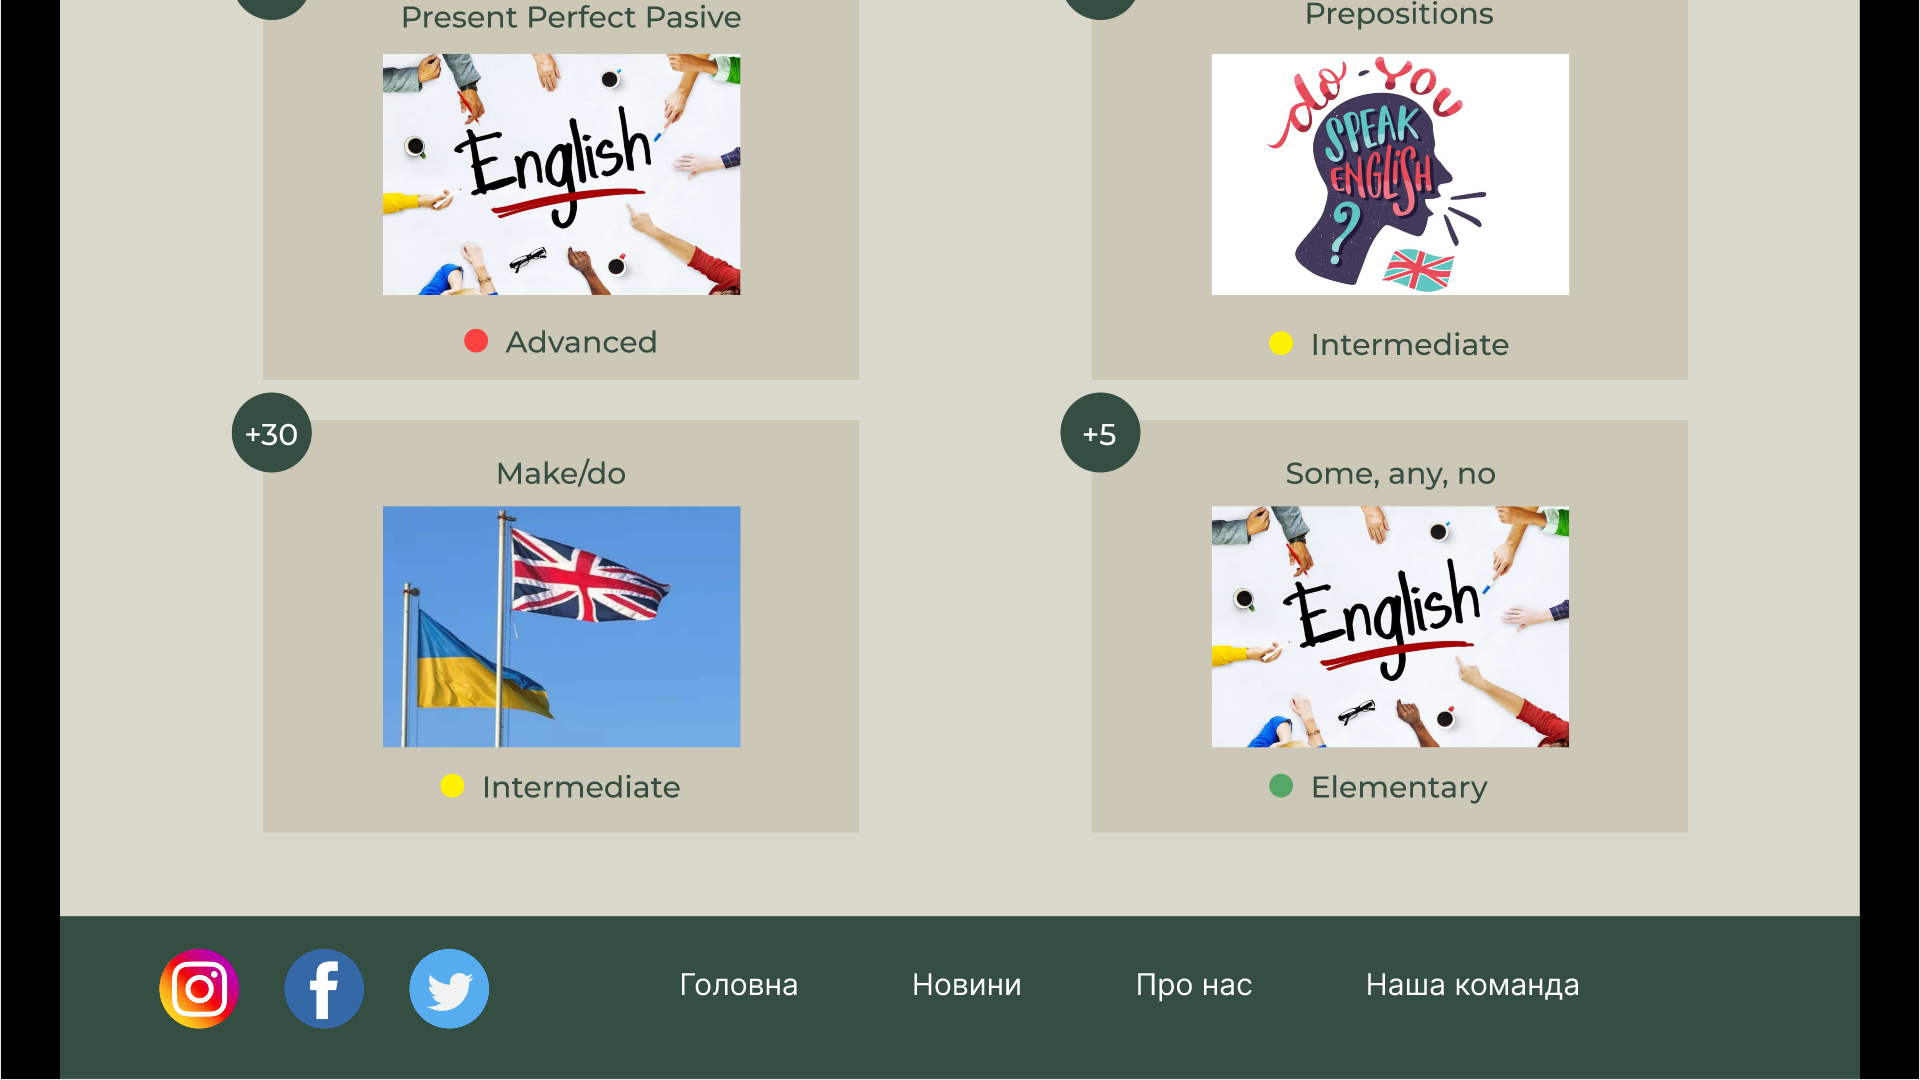 Present Perfect Pasive
Prepositions
English
do you
SPEAK
ENGLISH
?
Advanced
Intermediate
+30
+5
Make/do
Some, any, no
English
Intermediate
Elementary
Головна
Новини
Про нас
Наша команда